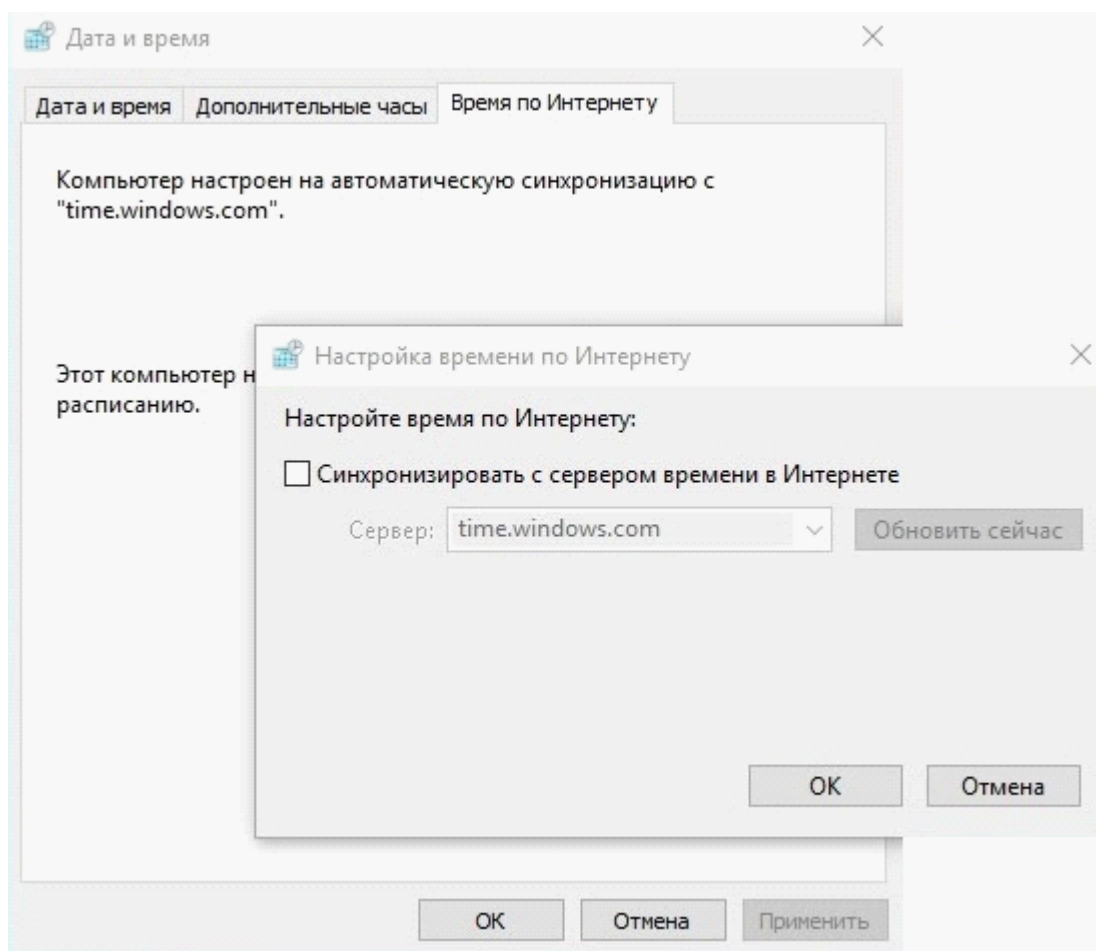 Дата и время
Дата и время Дополнительные часы Время по Интернету
Компьютер настроен на автоматическую синхронизацию с
"time.windows.com".
Этот компьютер н
расписанию.
Настройка времени по Интернету
Настройте время по Интернету:
Синхронизировать с сервером времени в Интернете
Сервер: time.windows.com Обновить сейчас
ОК Отмена
ОК Отмена Применить